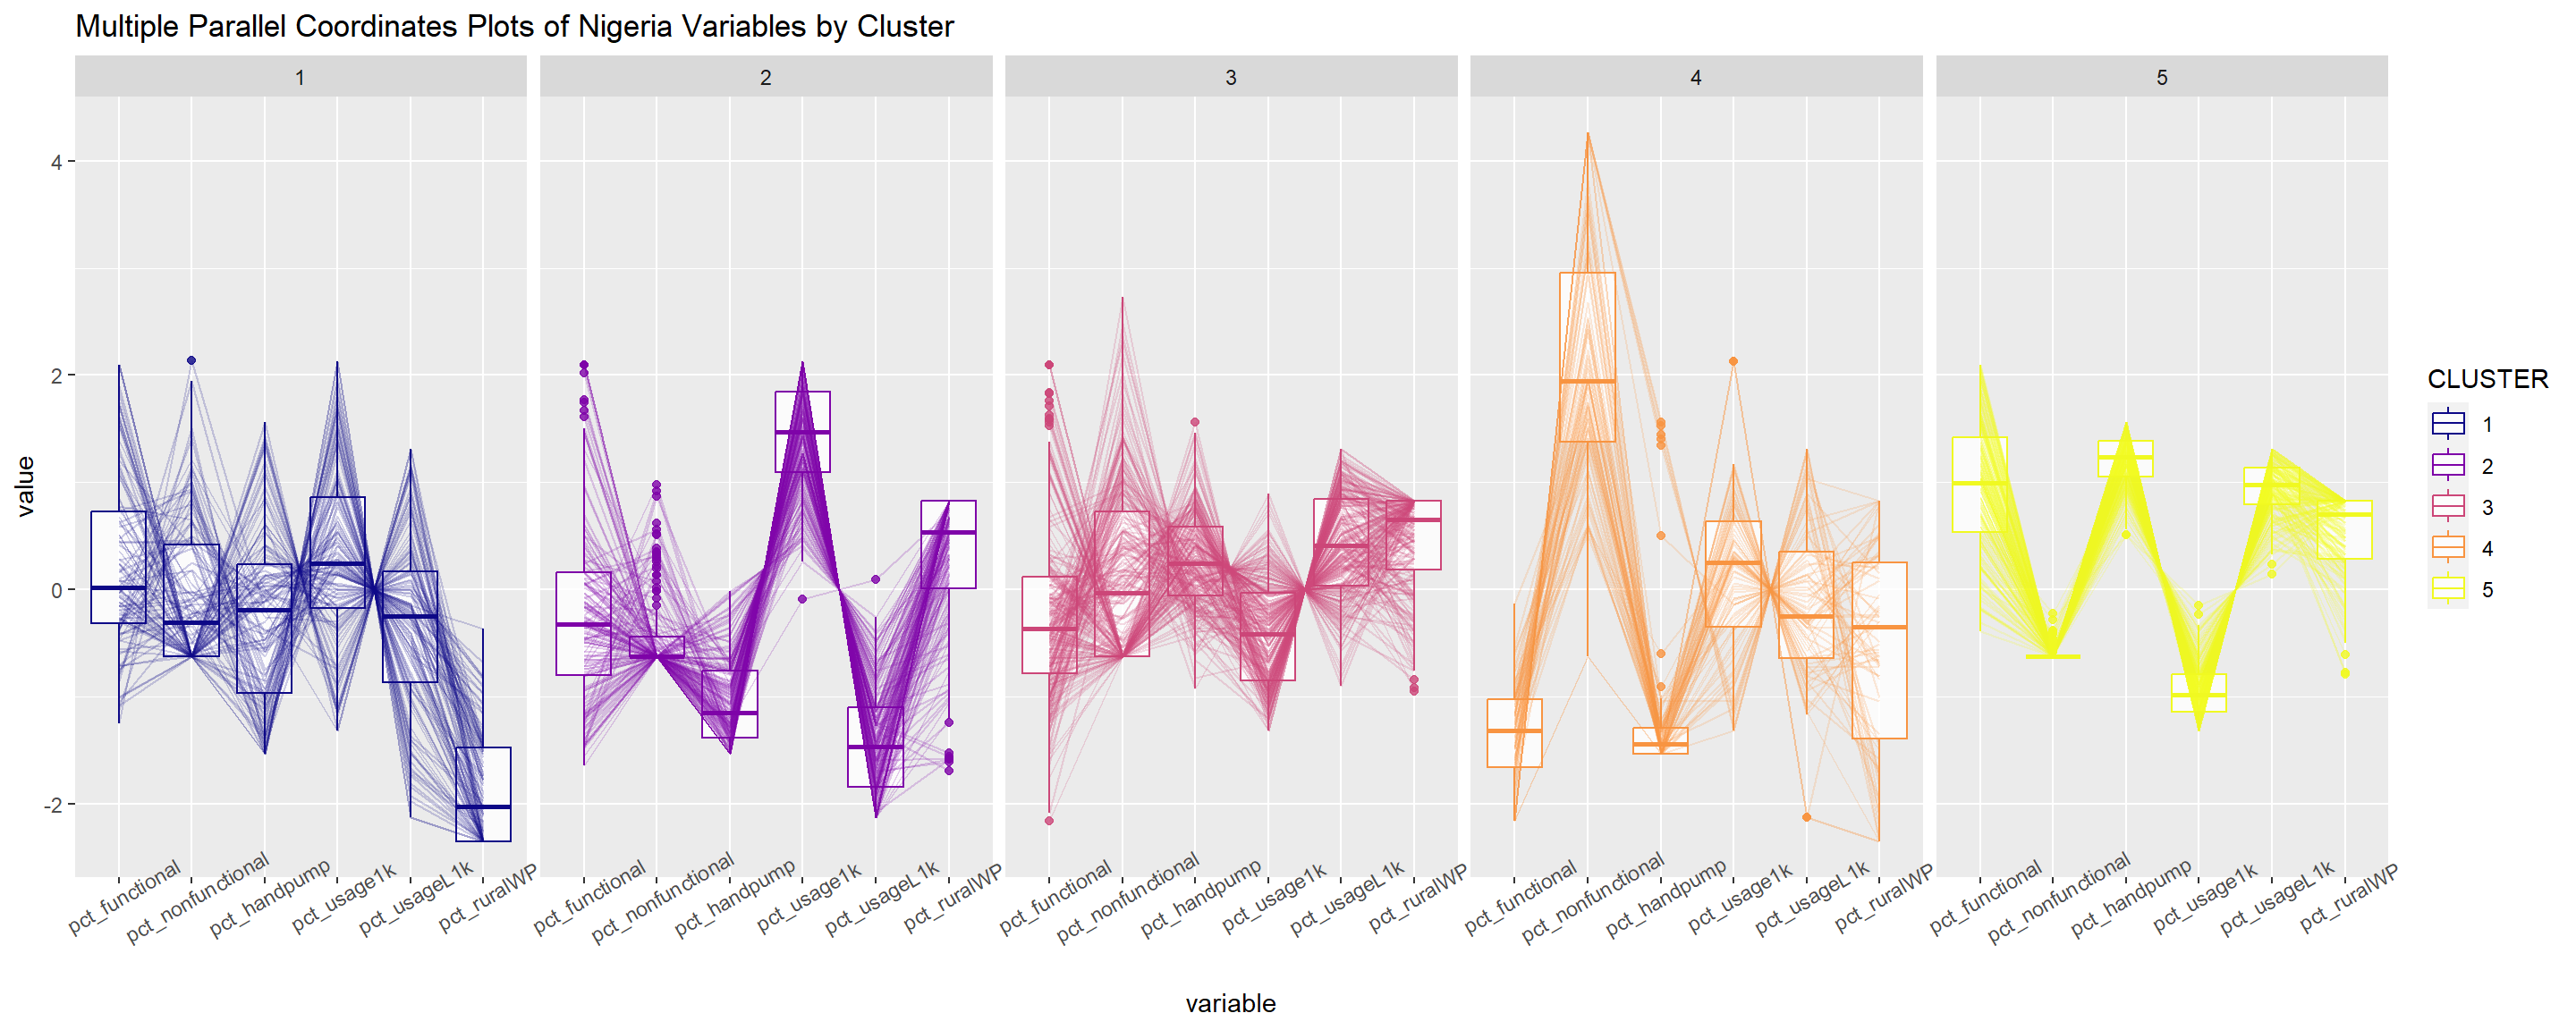 Multiple Parallel Coordinates Plots of Nigeria Variables by Cluster
1 2 3 4 5
4
2
0
-2
value
pct_functional pct_nonfunctional pct_handpump pct_usage1k pct_usageL1k pct_ruralWP
pct_functional pct_nonfunctional pct_handpump pct_usage1k pct_usageL1k pct_ruralWP
pct_functional pct_nonfunctional pct_handpump pct_usage1k pct_usageL1k pct_ruralWP
pct_functional pct_nonfunctional pct_handpump pct_usage1k pct_usageL1k pct_ruralWP
pct_functional pct_nonfunctional pct_handpump pct_usage1k pct_usageL1k pct_ruralWP
variable
CLUSTER
1
2
3
4
5